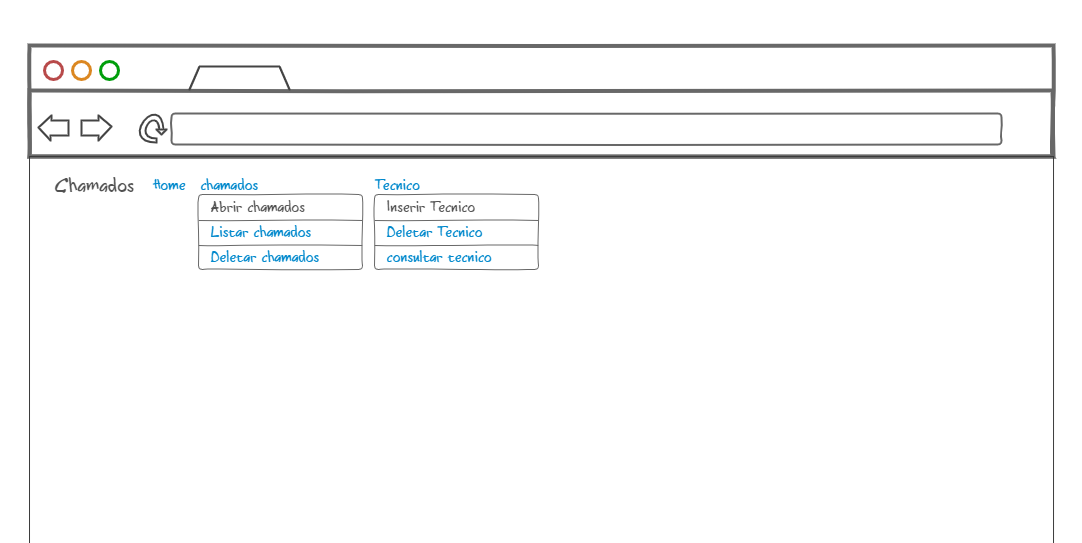 Chamados Home chamados Tecnico
Abrir chamados Inserir Tecnico
Listar chamados Deletar Tecnico
Deletar chamados consultar tecnico